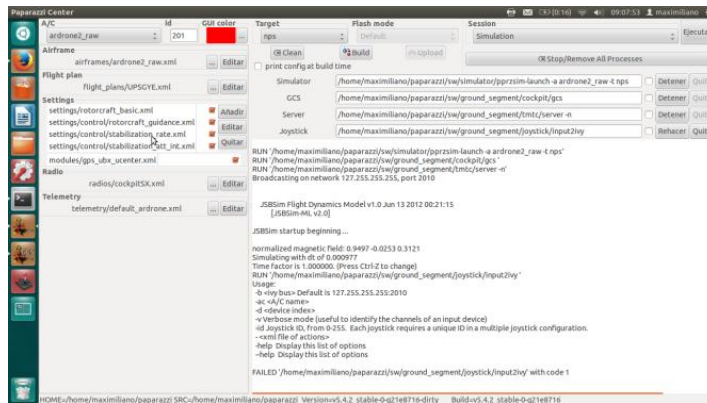 Paparazzi Center
(0:16)
09:07:53
maximiliano
A/C
Id
GUI color
ardrone2_raw
201
...
Airframe
airframes/ardrone2_raw.xml
...
Editar
Flight plan
flight_plans/UPSGYE.xml
...
Editar
Settings
settings/rotorcraft_basic.xml
settings/control/rotorcraft_guidance.xml
settings/control/stabilization_rate.xml
settings/control/stabilization_att_int.xml
modules/gps_ubx_ucenter.xml
Añadir
Editar
Quitar
Radio
radios/cockpitSX.xml
...
Editar
Telemetry
telemetry/default_ardrone.xml
...
Editar
Target
Flash mode
Session
nps
Default
Simulation
Ejecuta
Clean
Build
Upload
Stop/Remove All Processes
print config at build time
Simulator
/home/maximiliano/paparazzi/sw/simulator/pprzsim-launch -a ardrone2_raw -t nps
Detener
Quit
GCS
/home/maximiliano/paparazzi/sw/ground_segment/cockpit/gcs
Detener
Quit
Server
/home/maximiliano/paparazzi/sw/ground_segment/tmtc/server -n
Detener
Quit
Joystick
/home/maximiliano/paparazzi/sw/ground_segment/joystick/input2ivy
Rehacer
Quit
RUN '/home/maximiliano/paparazzi/sw/simulator/pprzsim-launch -a ardrone2_raw -t nps'
RUN '/home/maximiliano/paparazzi/sw/ground_segment/cockpit/gcs '
RUN '/home/maximiliano/paparazzi/sw/ground_segment/tmtc/server -n'
Broadcasting on network 127.255.255.255, port 2010
JSBSim Flight Dynamics Model v1.0 Jun 13 2012 00:21:15
[JSBSim-ML v2.0]
JSBSim startup beginning ...
normalized magnetic field: 0.9497 -0.0253 0.3121
Simulating with dt of 0.000977
Time factor is 1.000000. (Press Ctrl-Z to change)
RUN '/home/maximiliano/paparazzi/sw/ground_segment/joystick/input2ivy '
Usage:
-b <ivy bus> Default is 127.255.255.255:2010
-ac <A/C name>
-d <device index>
-v Verbose mode (useful to identify the channels of an input device)
-id Joystick ID, from 0-255. Each joystick requires a unique ID in a multiple joystick configuration.
- <xml file of actions>
-help Display this list of options
--help Display this list of options
FAILED '/home/maximiliano/paparazzi/sw/ground_segment/joystick/input2ivy' with code 1
HOME=/home/maximiliano/paparazzi SRC=/home/maximiliano/paparazzi Version=v5.4.2_stable-0-g21e8716-dirty Build=v5.4.2_stable-0-g21e8716